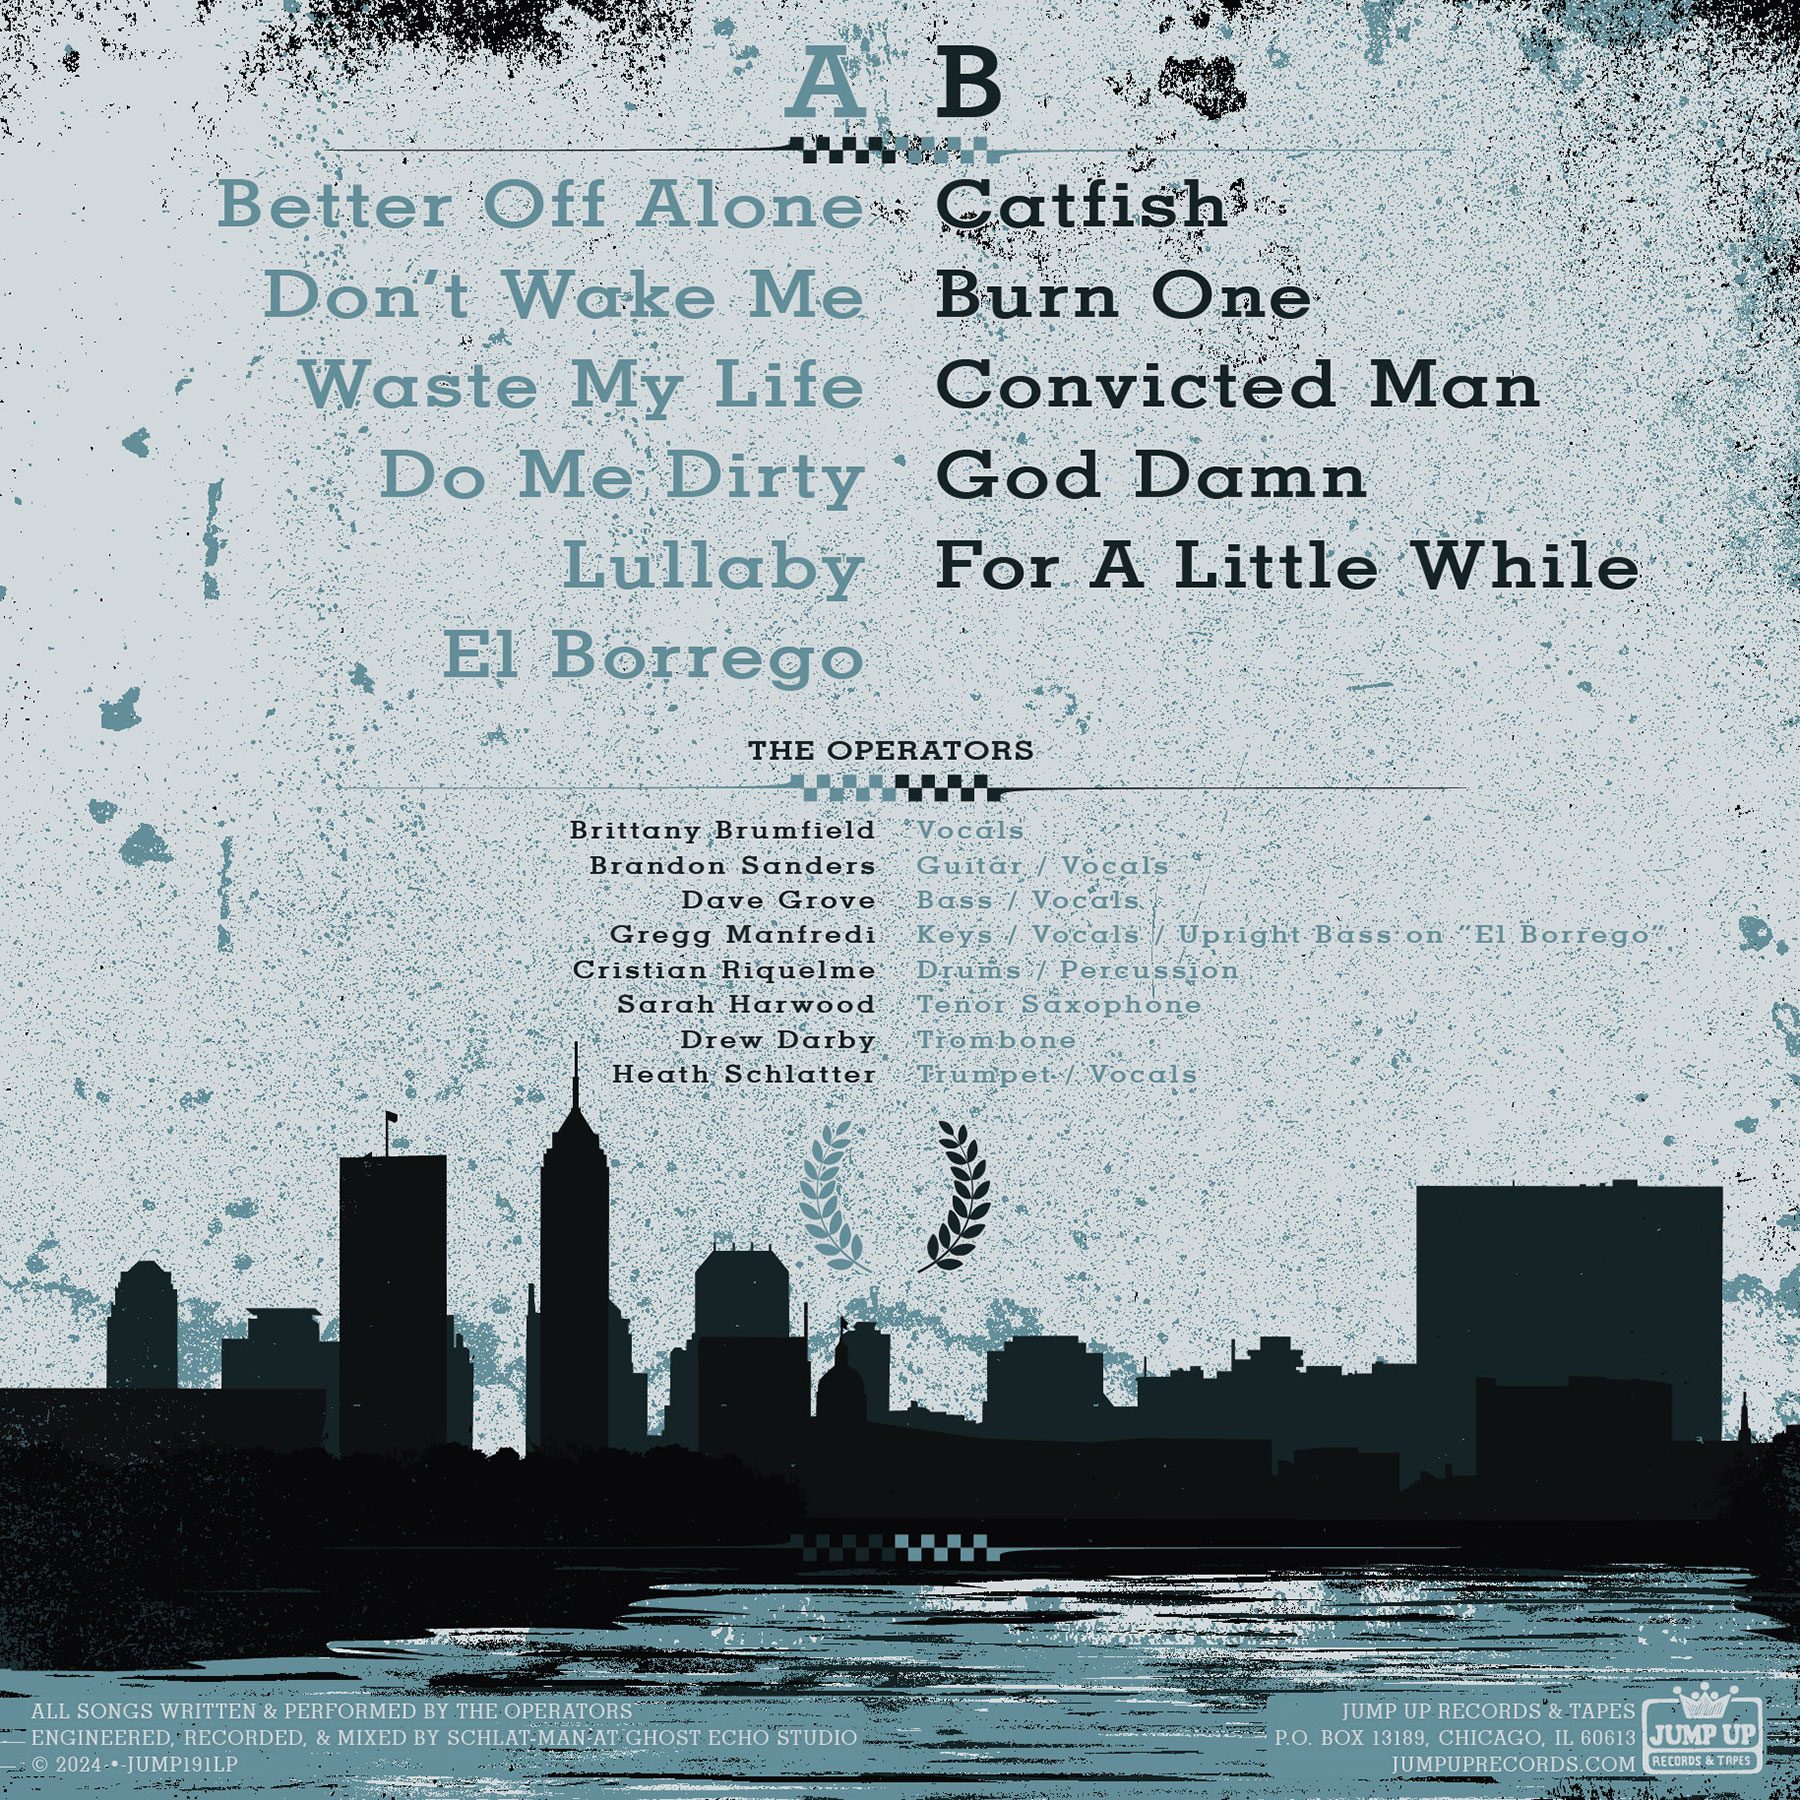 A B
Better Off Alone
Don't Wake Me
Waste My Life
Do Me Dirty
Lullaby
El Borrego
Catfish
Burn One
Convicted Man
God Damn
For A Little While
THE OPERATORS
Brittany Brumfield Vocals
Brandon Sanders Guitar / Vocals
Dave Grove Bass / Vocals
Gregg Manfredi Keys / Vocals / Upright Bass on "El Borrego"
Cristian Riquelme Drums / Percussion
Sarah Harwood Tenor Saxophone
Drew Darby Trombone
Heath Schlatter Trumpet / Vocals
ALL SONGS WRITTEN & PERFORMED BY THE OPERATORS
ENGINEERED, RECORDED, & MIXED BY SCHLAT-MAN AT GHOST ECHO STUDIO
© 2024 • JUMP191LP
JUMP UP RECORDS & TAPES
P.O. BOX 13189, CHICAGO, IL 60613
JUMPUPRECORDS.COM
JUMP UP
RECORDS & TAPES